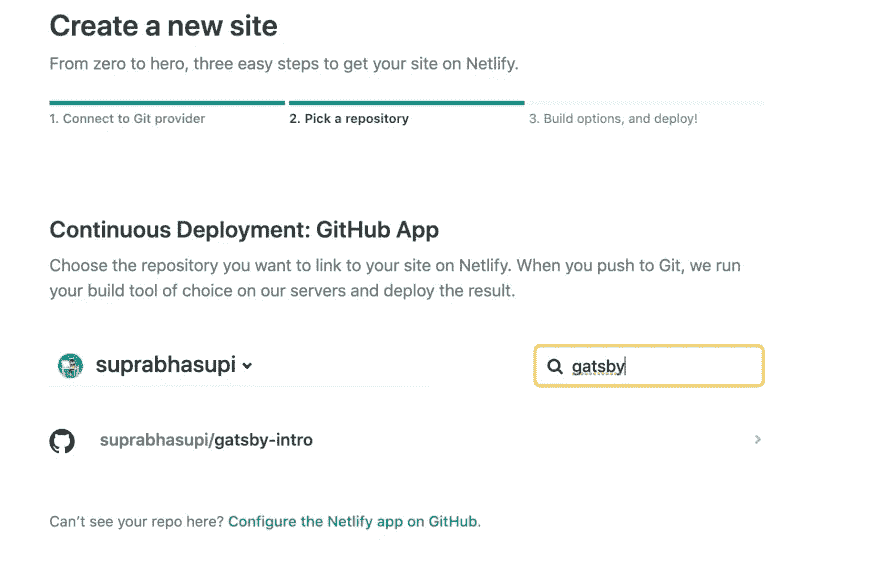 Create a new site
From zero to hero, three easy steps to get your site on Netlify.
1. Connect to Git provider
2. Pick a repository
3. Build options, and deploy!
Continuous Deployment: GitHub App
Choose the repository you want to link to your site on Netlify. When you push to Git, we run
your build tool of choice on our servers and deploy the result.
suprabhasupi
gatsby
suprabhasupi/gatsby-intro
Can't see your repo here? Configure the Netlify app on GitHub.